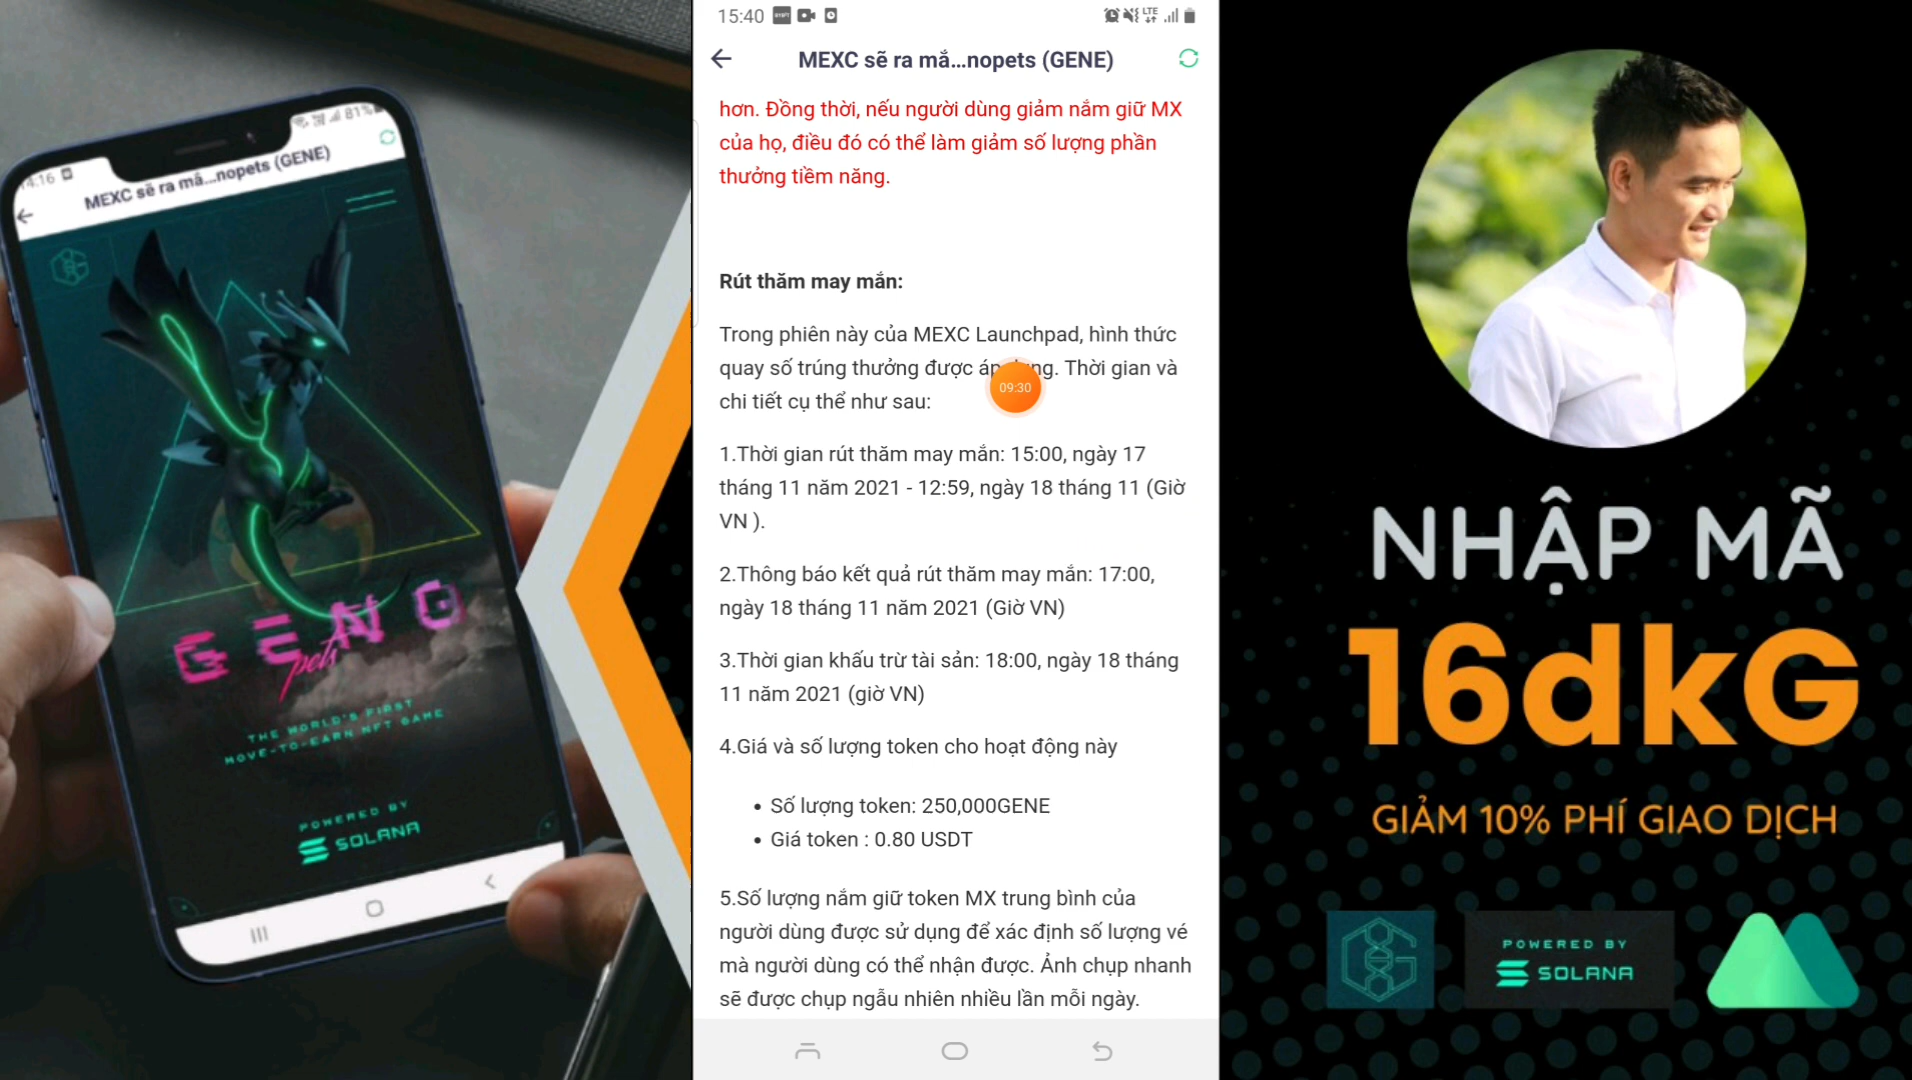 14:16
81%
MEXC sẽ ra mắ...nopets (GENE)
GENO
pets
THE WORLD'S FIRST
MOVE-TO-EARN NFT GAME
POWERED BY
SOLANA
15:40
LTE
MEXC sẽ ra mắ...nopets (GENE)
hơn. Đồng thời, nếu người dùng giảm nắm giữ MX
của họ, điều đó có thể làm giảm số lượng phần
thưởng tiềm năng.
Rút thăm may mắn:
Trong phiên này của MEXC Launchpad, hình thức
quay số trúng thưởng được áp dụng. Thời gian và
chi tiết cụ thể như sau:
09:30
1.Thời gian rút thăm may mắn: 15:00, ngày 17
tháng 11 năm 2021 - 12:59, ngày 18 tháng 11 (Giờ
VN ).
2.Thông báo kết quả rút thăm may mắn: 17:00,
ngày 18 tháng 11 năm 2021 (Giờ VN)
3.Thời gian khấu trừ tài sản: 18:00, ngày 18 tháng
11 năm 2021 (giờ VN)
4.Giá và số lượng token cho hoạt động này
• Số lượng token: 250,000GENE
• Giá token : 0.80 USDT
5.Số lượng nắm giữ token MX trung bình của
người dùng được sử dụng để xác định số lượng vé
mà người dùng có thể nhận được. Ảnh chụp nhanh
sẽ được chụp ngẫu nhiên nhiều lần mỗi ngày.
NHẬP MÃ
16dkG
GIẢM 10% PHÍ GIAO DỊCH
POWERED BY
SOLANA